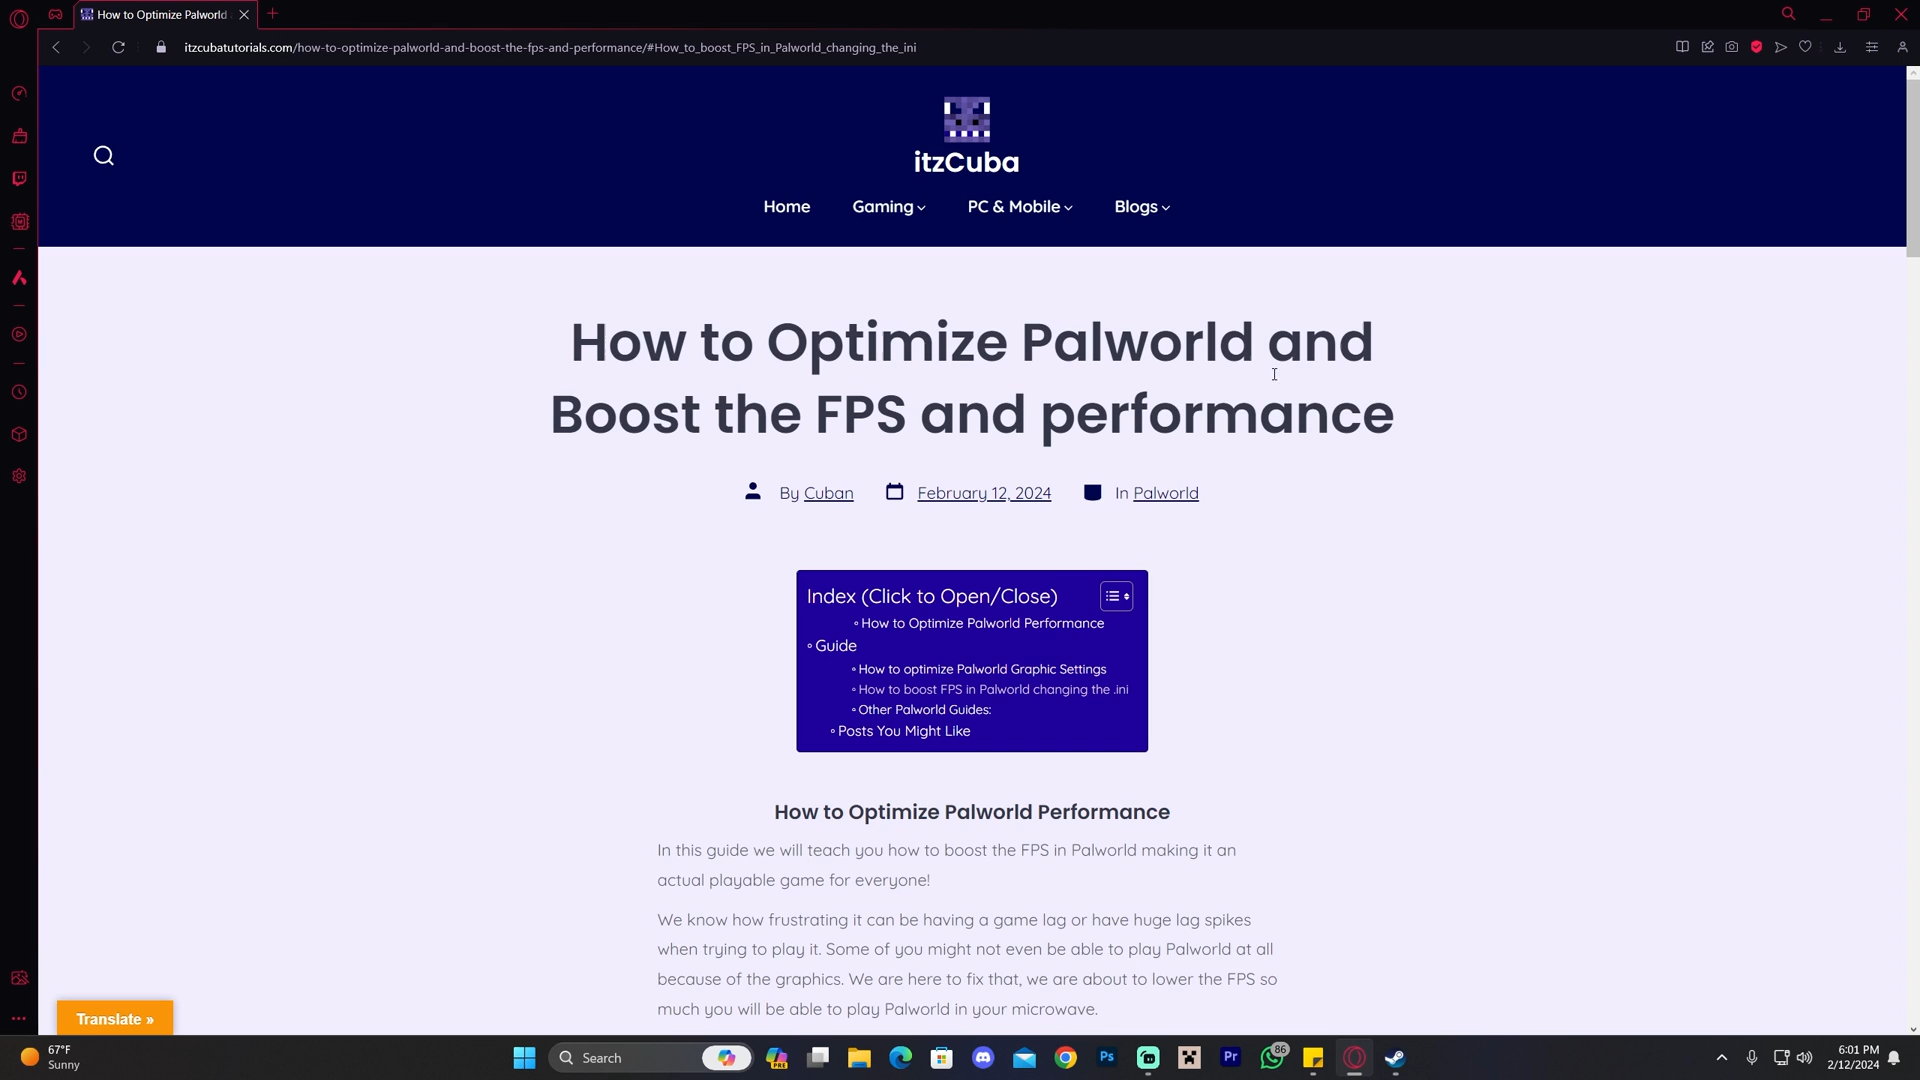 How to Optimize Palworld
itzcubatutorials.com/how-to-optimize-palworld-and-boost-the-fps-and-performance/#How_to_boost_FPS_in_Palworld_changing_the_ini
itzCuba
Home Gaming PC & Mobile Blogs
How to Optimize Palworld and
Boost the FPS and performance
By Cuban February 12, 2024 In Palworld
Index (Click to Open/Close)
How to Optimize Palworld Performance
Guide
How to optimize Palworld Graphic Settings
How to boost FPS in Palworld changing the .ini
Other Palworld Guides:
Posts You Might Like
How to Optimize Palworld Performance
In this guide we will teach you how to boost the FPS in Palworld making it an
actual playable game for everyone!
We know how frustrating it can be having a game lag or have huge lag spikes
when trying to play it. Some of you might not even be able to play Palworld at all
because of the graphics. We are here to fix that, we are about to lower the FPS so
much you will be able to play Palworld in your microwave.
Translate »
67°F
Sunny
Search
PRE
Ps
Pr
86
6:01 PM
2/12/2024